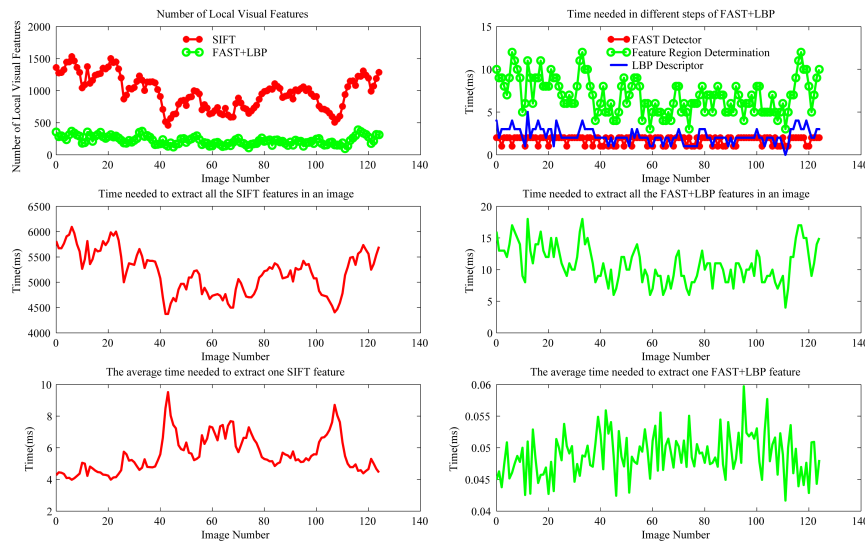 Number of Local Visual Features
Number of Local Visual Features
2000
1500
1000
500
0
SIFT
FAST+LBP
0 20 40 60 80 100 120 140
Image Number
Time needed in different steps of FAST+LBP
Time(ms)
15
10
5
0
FAST Detector
Feature Region Determination
LBP Descriptor
0 20 40 60 80 100 120 140
Image Number
Time needed to extract all the SIFT features in an image
Time(ms)
6500
6000
5500
5000
4500
4000
0 20 40 60 80 100 120 140
Image Number
Time needed to extract all the FAST+LBP features in an image
Time(ms)
20
15
10
5
0
0 20 40 60 80 100 120 140
Image Number
The average time needed to extract one SIFT feature
Time(ms)
10
8
6
4
2
0 20 40 60 80 100 120 140
Image Number
The average time needed to extract one FAST+LBP feature
Time(ms)
0.06
0.055
0.05
0.045
0.04
0 20 40 60 80 100 120 140
Image Number